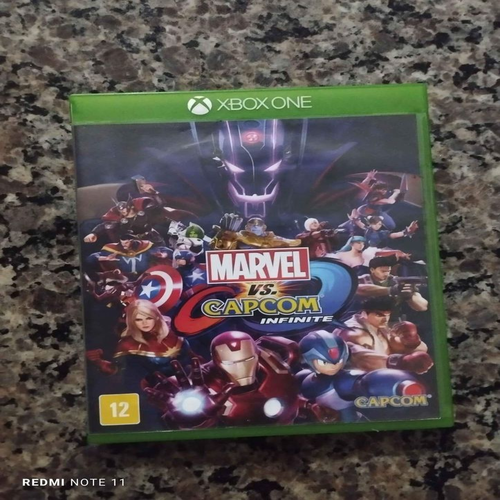 XBOX ONE
MARVEL
VS.
CAPCOM
INFINITE
12
CAPCOM
REDMI NOTE 11